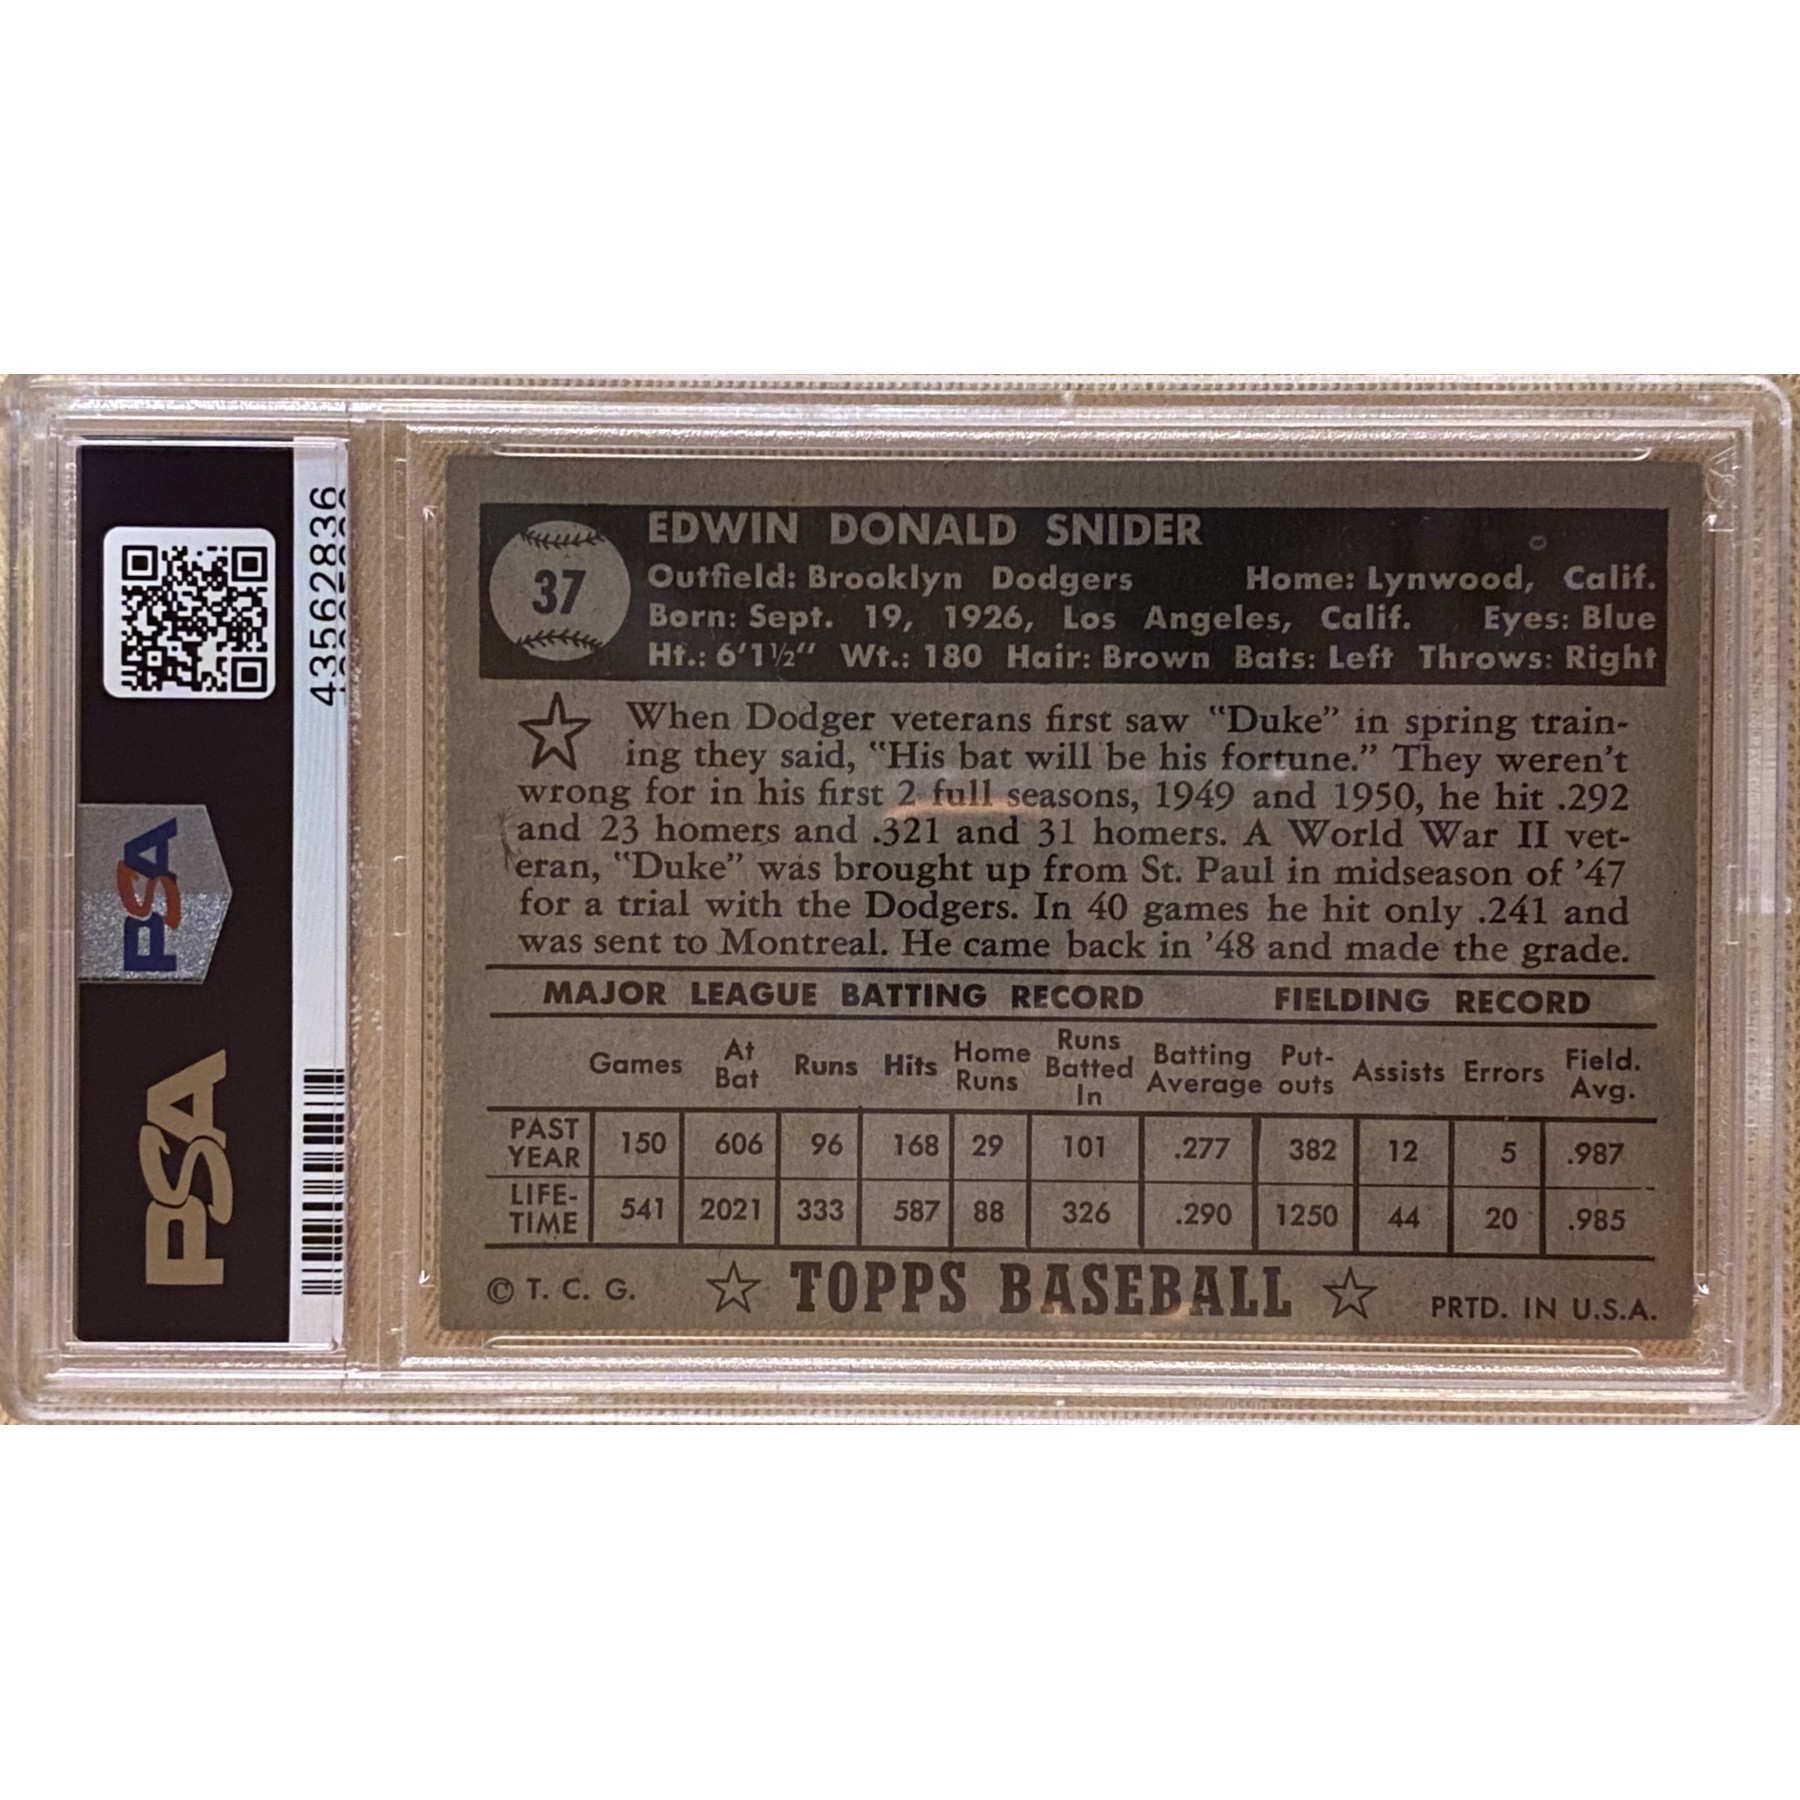 PSA
PSA
43562836
37
EDWIN DONALD SNIDER
Outfield: Brooklyn Dodgers Home: Lynwood, Calif.
Born: Sept. 19, 1926, Los Angeles, Calif. Eyes: Blue
Ht.: 6'1½" Wt.: 180 Hair: Brown Bats: Left Throws: Right
When Dodger veterans first saw "Duke" in spring train-
ing they said, "His bat will be his fortune." They weren't
wrong for in his first 2 full seasons, 1949 and 1950, he hit .292
and 23 homers and .321 and 31 homers. A World War II vet-
eran, "Duke" was brought up from St. Paul in midseason of '47
for a trial with the Dodgers. In 40 games he hit only .241 and
was sent to Montreal. He came back in '48 and made the grade.
MAJOR LEAGUE BATTING RECORD FIELDING RECORD
Games At Bat Runs Hits Home Runs Runs Batted In Batting Average Put-outs Assists Errors Field. Avg.
PAST YEAR 150 606 96 168 29 101 .277 382 12 5 .987
LIFE-TIME 541 2021 333 587 88 326 .290 1250 44 20 .985
© T. C. G. ☆ TOPPS BASEBALL ☆ PRTD. IN U.S.A.